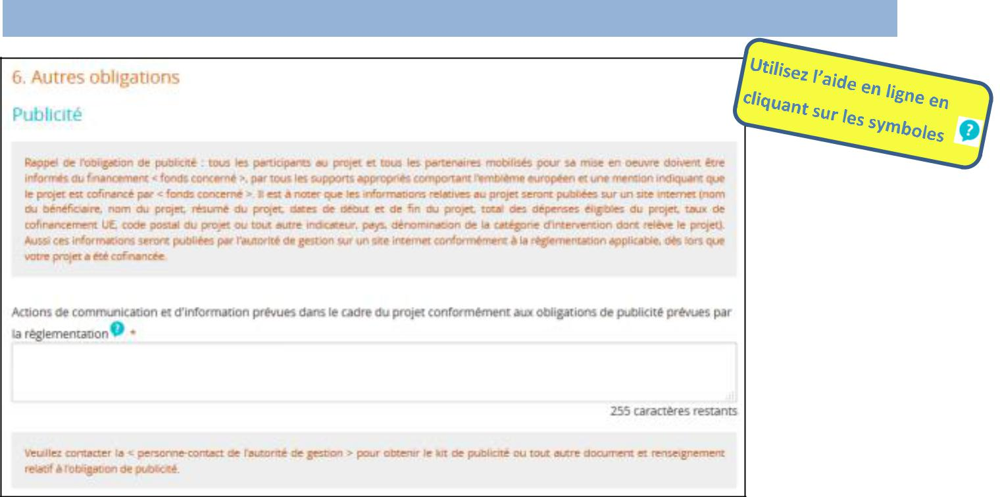 6. Autres obligations
Publicité
Utilisez l'aide en ligne en
cliquant sur les symboles ?
Rappel de l'obligation de publicité : tous les participants au projet et tous les partenaires mobilisés pour sa mise en oeuvre doivent être
informés du financement < fonds concerné >, par tous les supports appropriés comportant l'emblème européen et une mention indiquant que
le projet est cofinancé par < fonds concerné >. Il est à noter que les informations relatives au projet seront publiées sur un site internet (nom
du bénéficiaire, nom du projet, résumé du projet, dates de début et de fin du projet, total des dépenses éligibles du projet, taux de
cofinancement UE, code postal du projet ou tout autre indicateur, pays, dénomination de la catégorie d'intervention dont relève le projet).
Aussi ces informations seront publiées par l'autorité de gestion sur un site internet conformément à la règlementation applicable, dès lors que
votre projet a été cofinancée.
Actions de communication et d'information prévues dans le cadre du projet conformément aux obligations de publicité prévues par
la règlementation ? *
255 caractères restants
Veuillez contacter la < personne-contact de l'autorité de gestion > pour obtenir le kit de publicité ou tout autre document et renseignement
relatif à l'obligation de publicité.